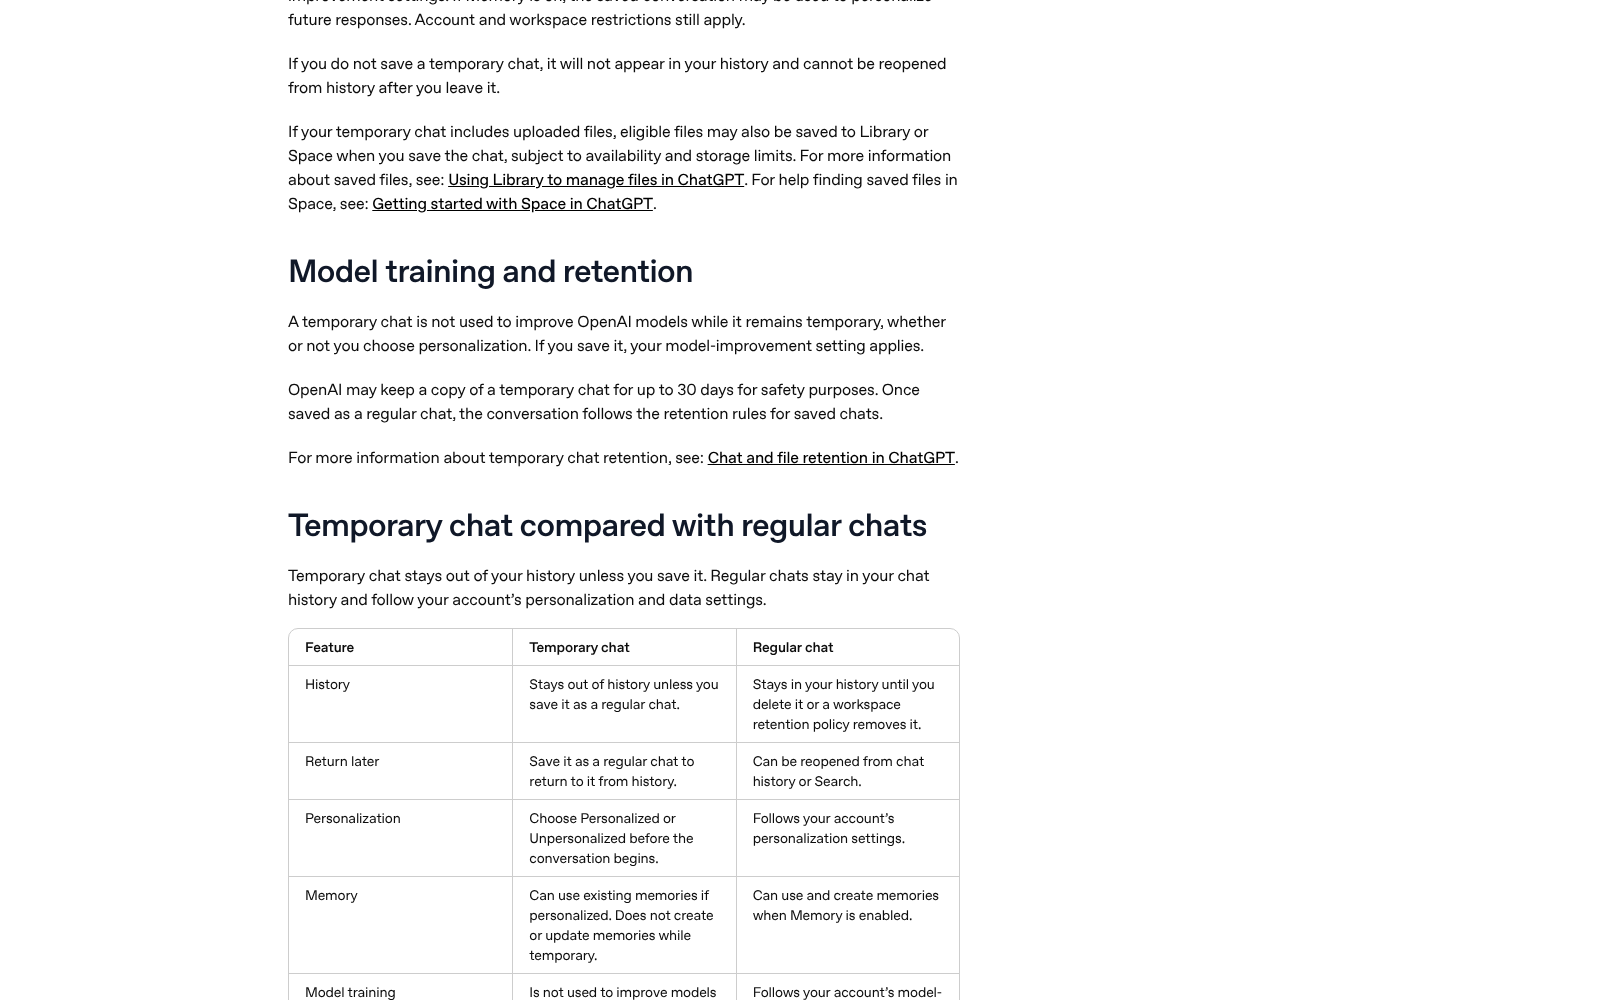 future responses. Account and workspace restrictions still apply.
If you do not save a temporary chat, it will not appear in your history and cannot be reopened
from history after you leave it.
If your temporary chat includes uploaded files, eligible files may also be saved to Library or
Space when you save the chat, subject to availability and storage limits. For more information
about saved files, see: Using Library to manage files in ChatGPT. For help finding saved files in
Space, see: Getting started with Space in ChatGPT.
Model training and retention
A temporary chat is not used to improve OpenAI models while it remains temporary, whether
or not you choose personalization. If you save it, your model-improvement setting applies.
OpenAI may keep a copy of a temporary chat for up to 30 days for safety purposes. Once
saved as a regular chat, the conversation follows the retention rules for saved chats.
For more information about temporary chat retention, see: Chat and file retention in ChatGPT.
Temporary chat compared with regular chats
Temporary chat stays out of your history unless you save it. Regular chats stay in your chat
history and follow your account’s personalization and data settings.
Feature
Temporary chat
Regular chat
History
Stays out of history unless you
save it as a regular chat.
Stays in your history until you
delete it or a workspace
retention policy removes it.
Return later
Save it as a regular chat to
return to it from history.
Can be reopened from chat
history or Search.
Personalization
Choose Personalized or
Unpersonalized before the
conversation begins.
Follows your account’s
personalization settings.
Memory
Can use existing memories if
personalized. Does not create
or update memories while
temporary.
Can use and create memories
when Memory is enabled.
Model training
Is not used to improve models
Follows your account’s model-